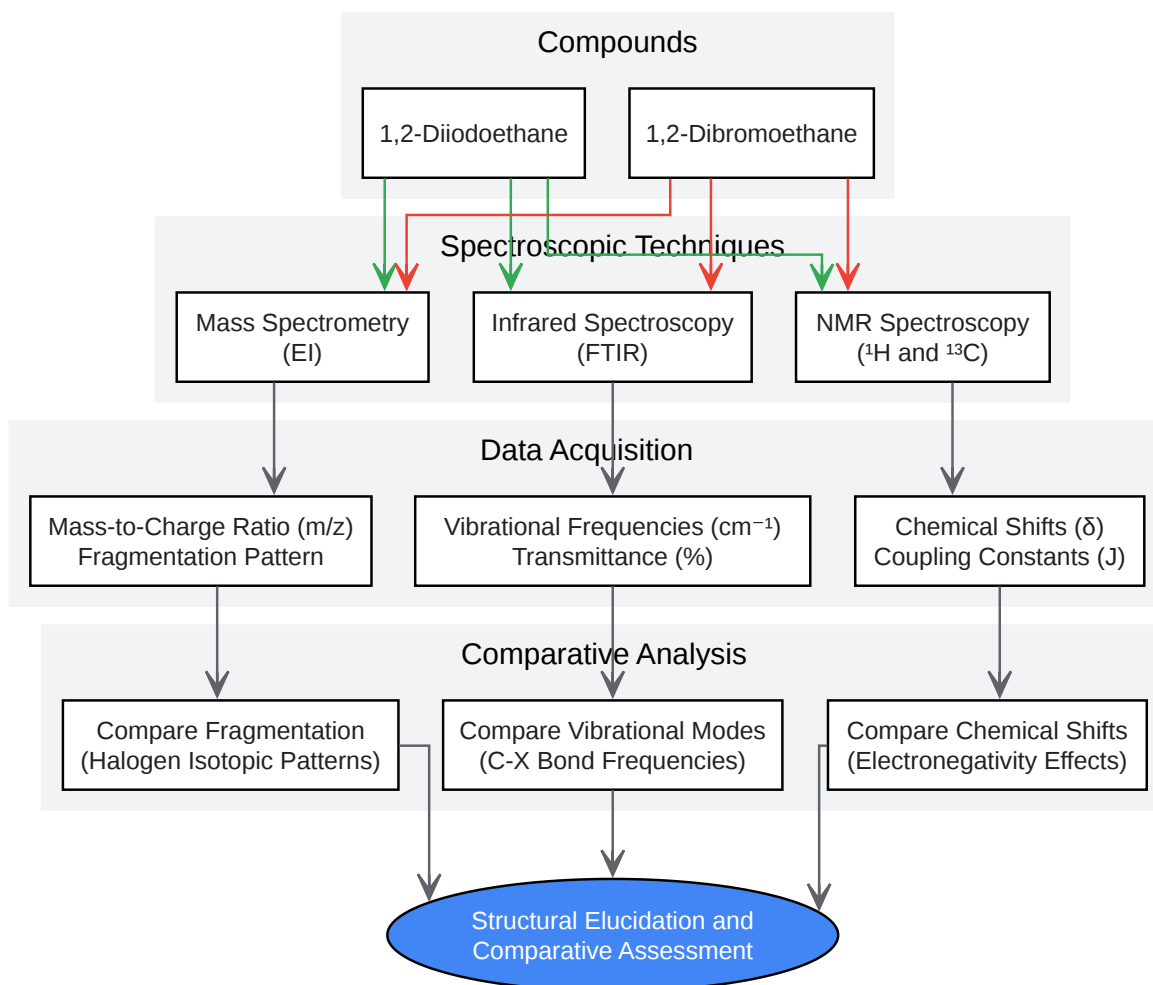 Compounds
1,2-Diiodoethane
1,2-Dibromoethane
Spectroscopic Techniques
Mass Spectrometry
(EI)
Infrared Spectroscopy
(FTIR)
NMR Spectroscopy
(¹H and ¹³C)
Data Acquisition
Mass-to-Charge Ratio (m/z)
Fragmentation Pattern
Vibrational Frequencies (cm⁻¹)
Transmittance (%)
Chemical Shifts (δ)
Coupling Constants (J)
Comparative Analysis
Compare Fragmentation
(Halogen Isotopic Patterns)
Compare Vibrational Modes
(C-X Bond Frequencies)
Compare Chemical Shifts
(Electronegativity Effects)
Structural Elucidation and
Comparative Assessment